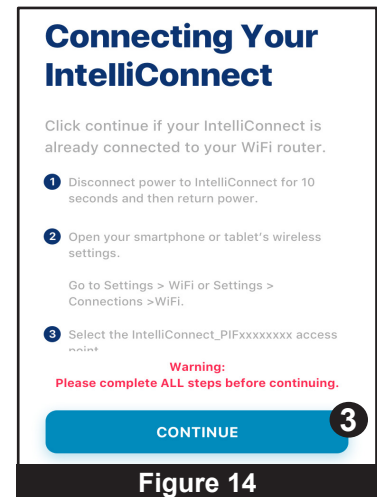 Connecting Your
IntelliConnect
Click continue if your IntelliConnect is
already connected to your WiFi router.
1 Disconnect power to IntelliConnect for 10
seconds and then return power.
2 Open your smartphone or tablet's wireless
settings.
Go to Settings > WiFi or Settings >
Connections >WiFi.
3 Select the IntelliConnect_PIFxxxxxxxx access
point
Warning:
Please complete ALL steps before continuing.
CONTINUE
3
Figure 14